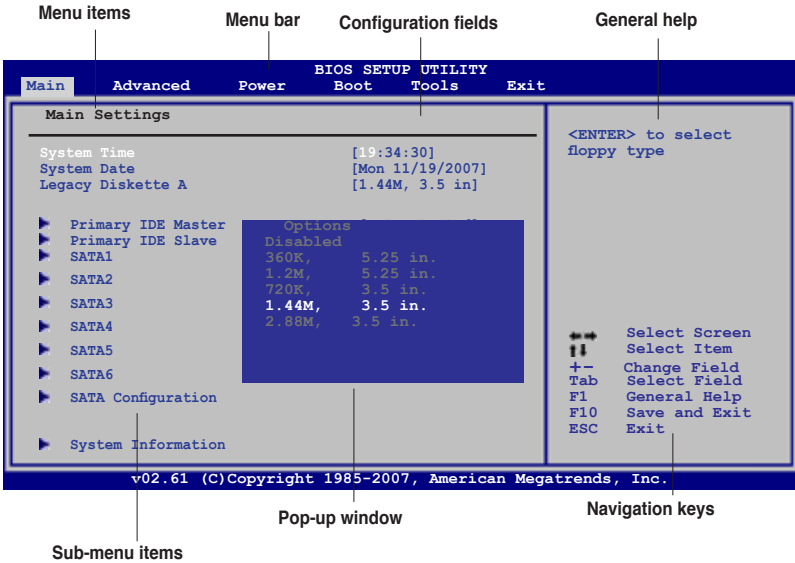 Menu items
Menu bar
Configuration fields
General help
BIOS SETUP UTILITY
Main Advanced Power Boot Tools Exit
Main Settings
System Time [19:34:30]
System Date [Mon 11/19/2007]
Legacy Diskette A [1.44M, 3.5 in]
Primary IDE Master
Primary IDE Slave
SATA1
SATA2
SATA3
SATA4
SATA5
SATA6
SATA Configuration
System Information
Options
Disabled
360K, 5.25 in.
1.2M, 5.25 in.
720K, 3.5 in.
1.44M, 3.5 in.
2.88M, 3.5 in.
<ENTER> to select
floppy type
Select Screen
Select Item
+- Change Field
Tab Select Field
F1 General Help
F10 Save and Exit
ESC Exit
v02.61 (C)Copyright 1985-2007, American Megatrends, Inc.
Pop-up window
Navigation keys
Sub-menu items